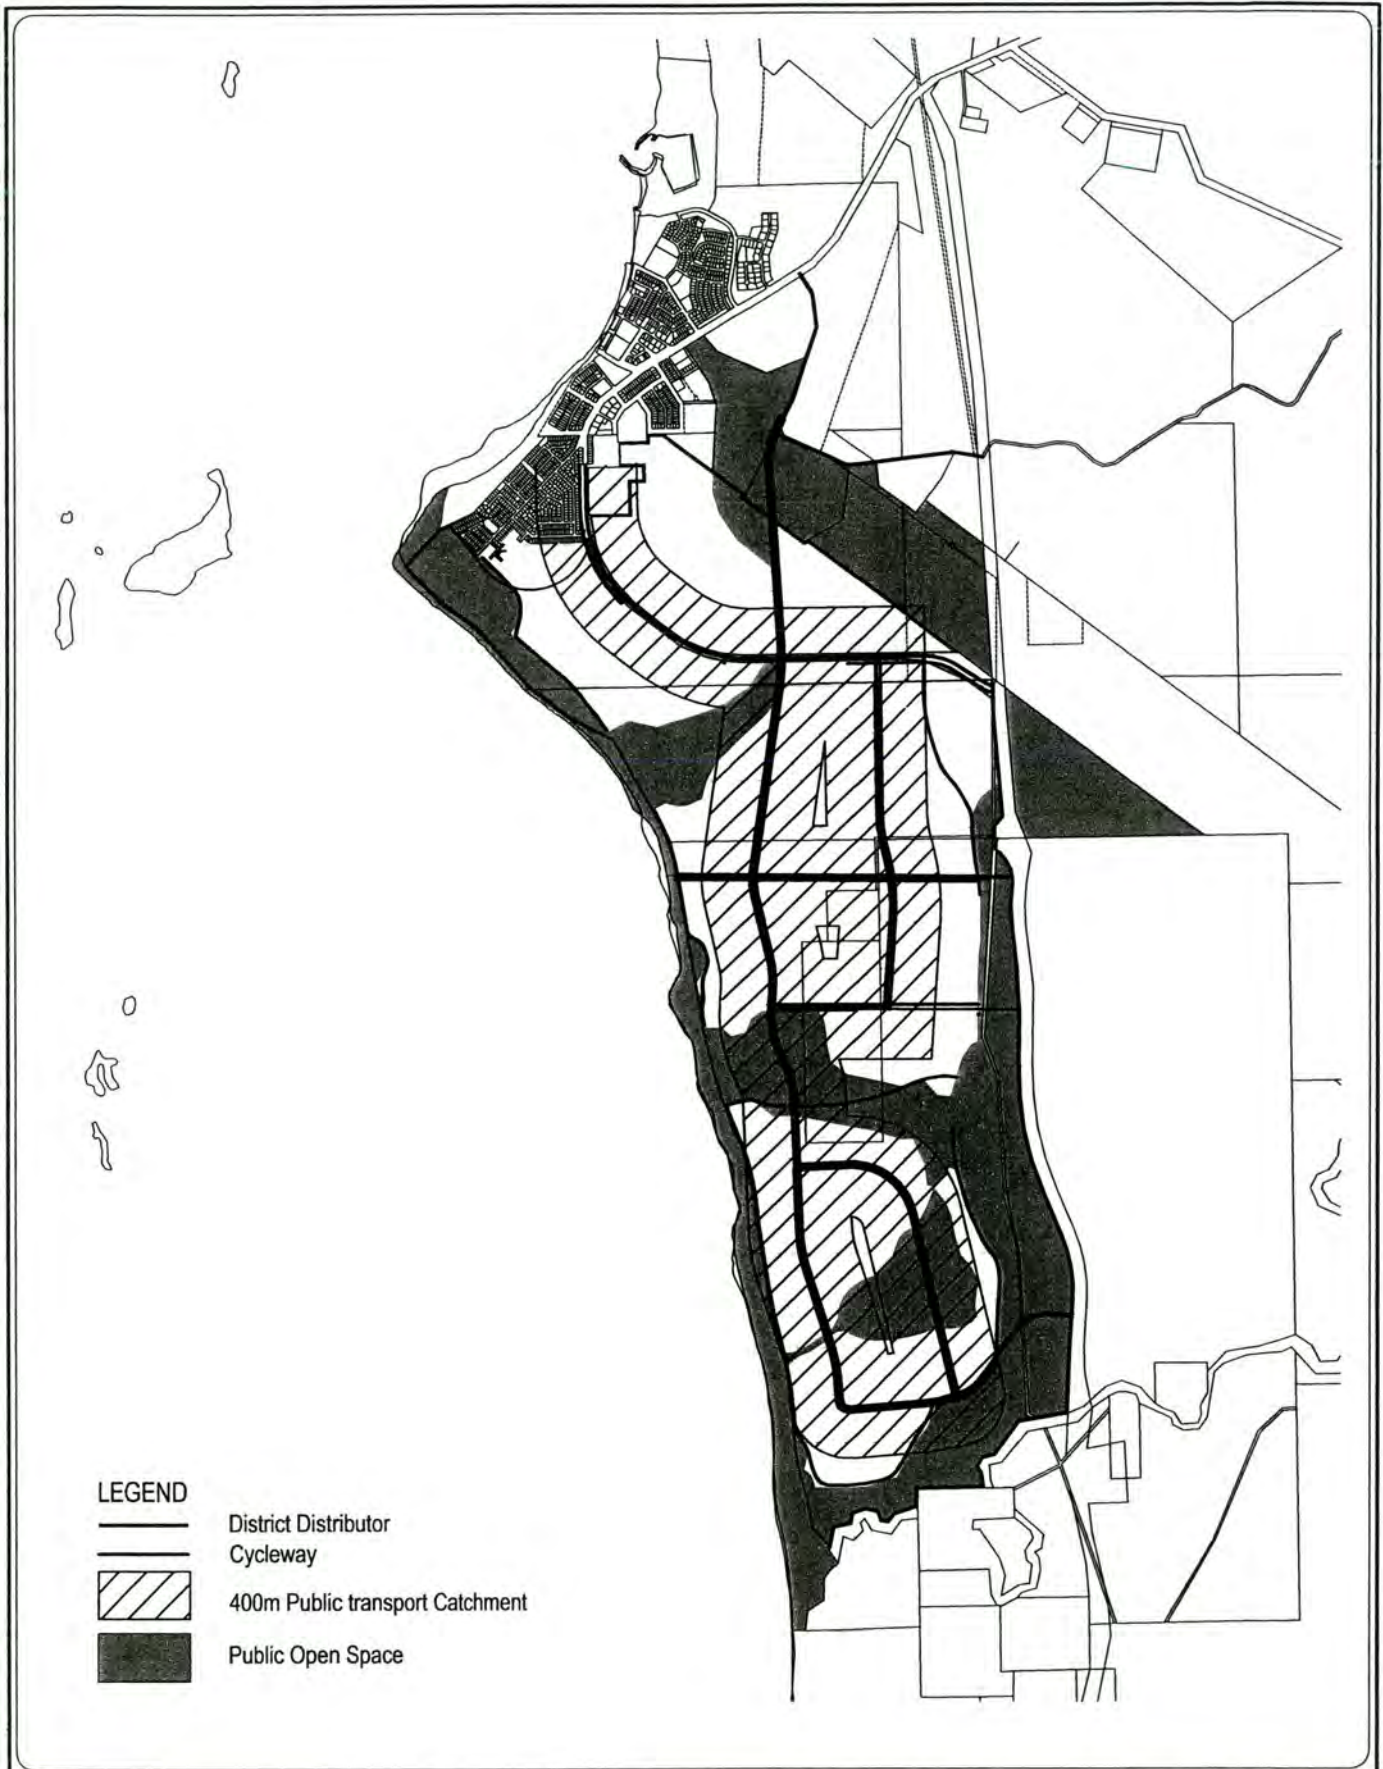 LEGEND
District Distributor
Cycleway
400m Public transport Catchment
Public Open Space